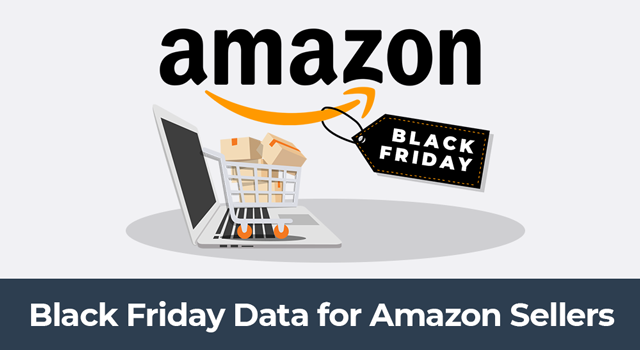 amazon
BLACK
FRIDAY
Black Friday Data for Amazon Sellers